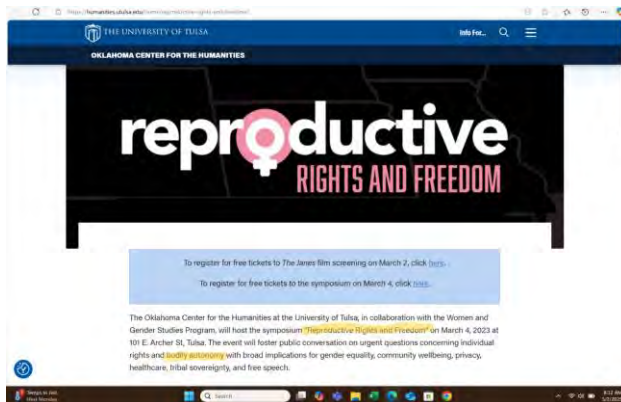 THE UNIVERSITY OF TULSA
Info For...
OKLAHOMA CENTER FOR THE HUMANITIES
reproductive
RIGHTS AND FREEDOM
To register for free tickets to The Janes film screening on March 2, click here.
To register for free tickets to the symposium on March 4, click here.
The Oklahoma Center for the Humanities at the University of Tulsa, in collaboration with the Women and
Gender Studies Program, will host the symposium "Reproductive Rights and Freedom" on March 4, 2023 at
101 E. Archer St, Tulsa. The event will foster public conversation on urgent questions concerning individual
rights and bodily autonomy with broad implications for gender equality, community wellbeing, privacy,
healthcare, tribal sovereignty, and free speech.
Search